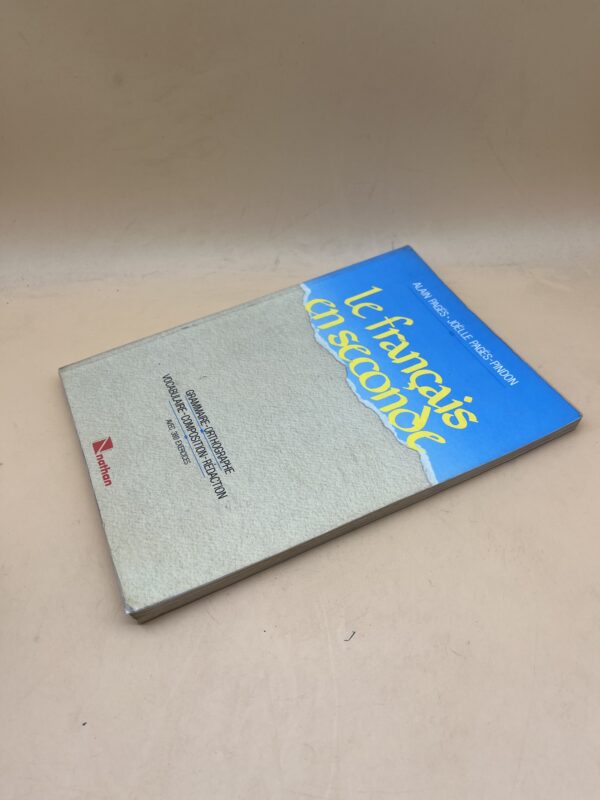 ALAIN PAGÈS • JOËLLE PAGÈS-PINDON
le français
en seconde
GRAMMAIRE-ORTHOGRAPHE
VOCABULAIRE-COMPOSITION-RÉDACTION
AVEC 380 EXERCICES
nathan